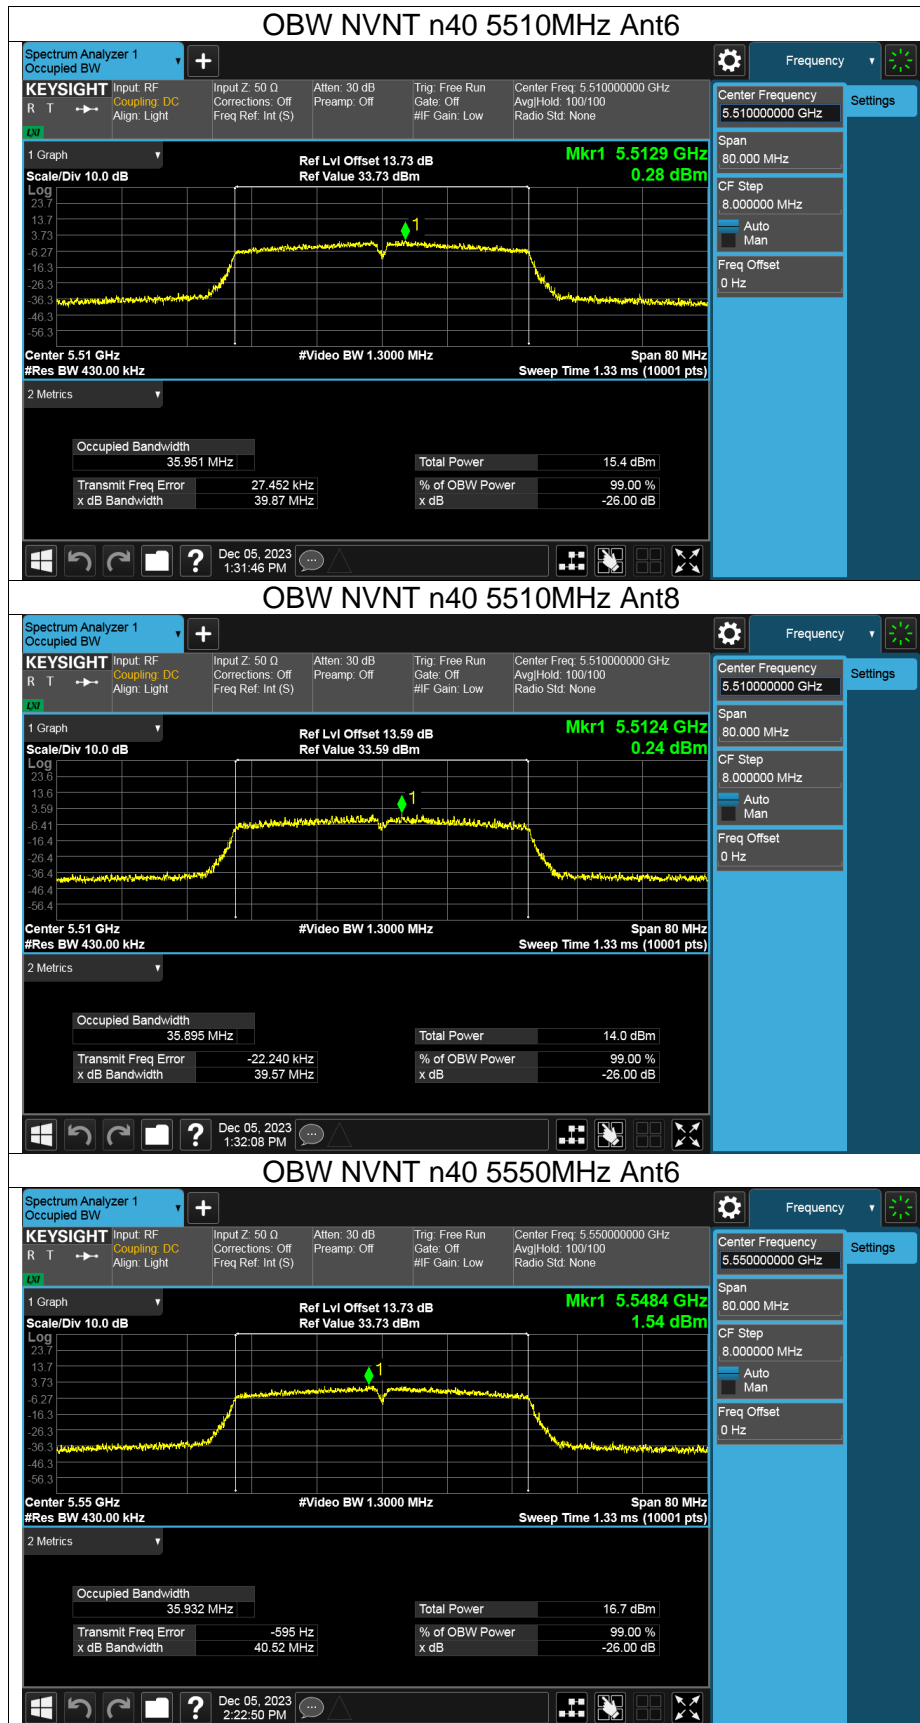 OBW NVNT n40 5510MHz Ant6
Spectrum Analyzer 1
Occupied BW
+
Frequency
KEYSIGHT
R T
LXI
Input: RF
Coupling: DC
Align: Light
Input Z: 50 Ω
Corrections: Off
Freq Ref: Int (S)
Atten: 30 dB
Preamp: Off
Trig: Free Run
Gate: Off
#IF Gain: Low
Center Freq: 5.510000000 GHz
Avg|Hold: 100/100
Radio Std: None
Center Frequency
5.510000000 GHz
Settings
Span
80.000 MHz
CF Step
8.000000 MHz
Auto
Man
Freq Offset
0 Hz
1 Graph
Scale/Div 10.0 dB
Ref Lvl Offset 13.73 dB
Ref Value 33.73 dBm
Mkr1 5.5129 GHz
0.28 dBm
Log
23.7
13.7
3.73
-6.27
-16.3
-26.3
-36.3
-46.3
-56.3
1
Center 5.51 GHz
#Res BW 430.00 kHz
#Video BW 1.3000 MHz
Span 80 MHz
Sweep Time 1.33 ms (10001 pts)
2 Metrics
Occupied Bandwidth
35.951 MHz
Total Power 15.4 dBm
Transmit Freq Error 27.452 kHz
x dB Bandwidth 39.87 MHz
% of OBW Power 99.00 %
x dB -26.00 dB
?
Dec 05, 2023
1:31:46 PM
OBW NVNT n40 5510MHz Ant8
Spectrum Analyzer 1
Occupied BW
+
Frequency
KEYSIGHT
R T
LXI
Input: RF
Coupling: DC
Align: Light
Input Z: 50 Ω
Corrections: Off
Freq Ref: Int (S)
Atten: 30 dB
Preamp: Off
Trig: Free Run
Gate: Off
#IF Gain: Low
Center Freq: 5.510000000 GHz
Avg|Hold: 100/100
Radio Std: None
Center Frequency
5.510000000 GHz
Settings
Span
80.000 MHz
CF Step
8.000000 MHz
Auto
Man
Freq Offset
0 Hz
1 Graph
Scale/Div 10.0 dB
Ref Lvl Offset 13.59 dB
Ref Value 33.59 dBm
Mkr1 5.5124 GHz
0.24 dBm
Log
23.6
13.6
3.59
-6.41
-16.4
-26.4
-36.4
-46.4
-56.4
1
Center 5.51 GHz
#Res BW 430.00 kHz
#Video BW 1.3000 MHz
Span 80 MHz
Sweep Time 1.33 ms (10001 pts)
2 Metrics
Occupied Bandwidth
35.895 MHz
Total Power 14.0 dBm
Transmit Freq Error -22.240 kHz
x dB Bandwidth 39.57 MHz
% of OBW Power 99.00 %
x dB -26.00 dB
?
Dec 05, 2023
1:32:08 PM
OBW NVNT n40 5550MHz Ant6
Spectrum Analyzer 1
Occupied BW
+
Frequency
KEYSIGHT
R T
LXI
Input: RF
Coupling: DC
Align: Light
Input Z: 50 Ω
Corrections: Off
Freq Ref: Int (S)
Atten: 30 dB
Preamp: Off
Trig: Free Run
Gate: Off
#IF Gain: Low
Center Freq: 5.550000000 GHz
Avg|Hold: 100/100
Radio Std: None
Center Frequency
5.550000000 GHz
Settings
Span
80.000 MHz
CF Step
8.000000 MHz
Auto
Man
Freq Offset
0 Hz
1 Graph
Scale/Div 10.0 dB
Ref Lvl Offset 13.73 dB
Ref Value 33.73 dBm
Mkr1 5.5484 GHz
1.54 dBm
Log
23.7
13.7
3.73
-6.27
-16.3
-26.3
-36.3
-46.3
-56.3
1
Center 5.55 GHz
#Res BW 430.00 kHz
#Video BW 1.3000 MHz
Span 80 MHz
Sweep Time 1.33 ms (10001 pts)
2 Metrics
Occupied Bandwidth
35.932 MHz
Total Power 16.7 dBm
Transmit Freq Error -595 Hz
x dB Bandwidth 40.52 MHz
% of OBW Power 99.00 %
x dB -26.00 dB
?
Dec 05, 2023
2:22:50 PM